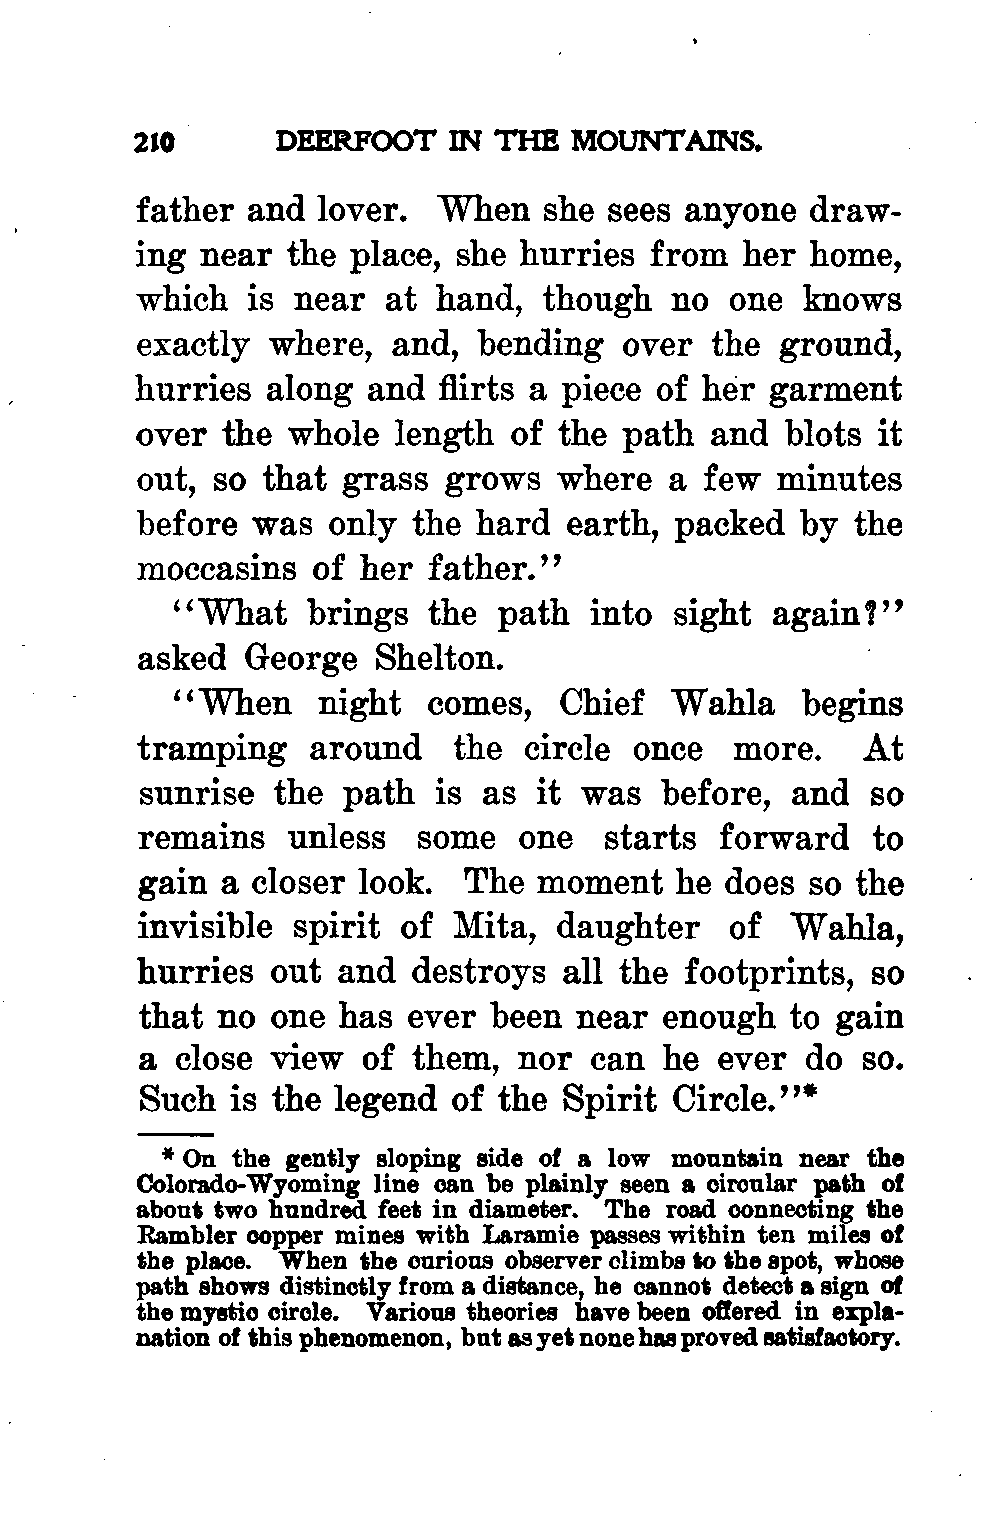 210 DEERFOOT IN THE MOUNTAINS.
father and lover. When she sees anyone draw-
ing near the place, she hurries from her home,
which is near at hand, though no one knows
exactly where, and, bending over the ground,
hurries along and flirts a piece of her garment
over the whole length of the path and blots it
out, so that grass grows where a few minutes
before was only the hard earth, packed by the
moccasins of her father."
"What brings the path into sight again?"
asked George Shelton.
"When night comes, Chief Wahla begins
tramping around the circle once more. At
sunrise the path is as it was before, and so
remains unless some one starts forward to
gain a closer look. The moment he does so the
invisible spirit of Mita, daughter of Wahla,
hurries out and destroys all the footprints, so
that no one has ever been near enough to gain
a close view of them, nor can he ever do so.
Such is the legend of the Spirit Circle."*
* On the gently sloping side of a low mountain near the
Colorado-Wyoming line can be plainly seen a circular path of
about two hundred feet in diameter. The road connecting the
Rambler copper mines with Laramie passes within ten miles of
the place. When the curious observer climbs to the spot, whose
path shows distinctly from a distance, he cannot detect a sign of
the mystic circle. Various theories have been offered in expla-
nation of this phenomenon, but as yet none has proved satisfactory.